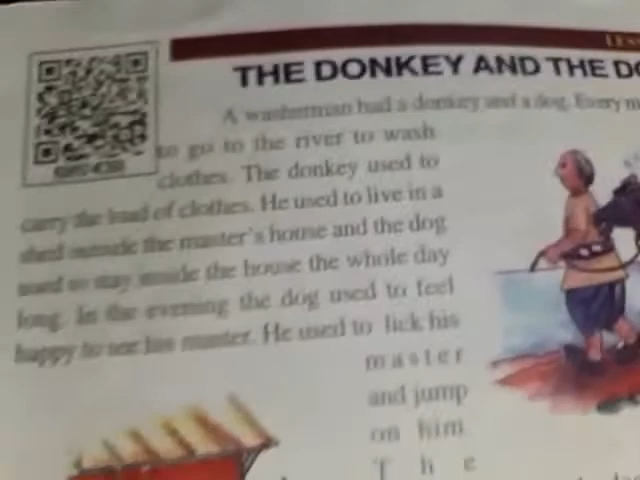 THE DONKEY AND THE DO
A washerman had a donkey and a dog. Every m
to go to the river to wash
clothes. The donkey used to
carry the load of clothes. He used to live in a
shed outside the master's house and the dog
used to stay inside the house the whole day
long. In the evening the dog used to feel
happy to see his master. He used to lick his
master
and jump
on him
The